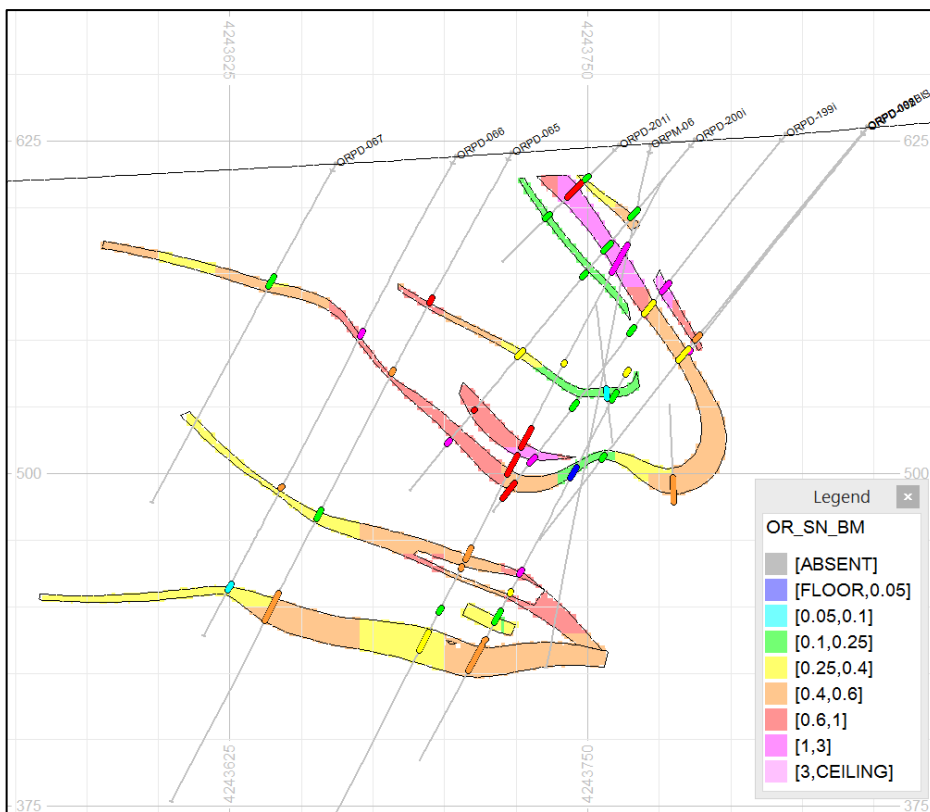 4243625
4243750
625
625
ORPD-067
ORPD-066
ORPD-065
ORPD-201i
ORPM-06
ORPD-200i
ORPD-199i
500
500
Legend
×
OR_SN_BM
[ABSENT]
[FLOOR,0.05]
[0.05,0.1]
[0.1,0.25]
[0.25,0.4]
[0.4,0.6]
[0.6,1]
[1,3]
[3,CEILING]
4243625
4243750
375
375